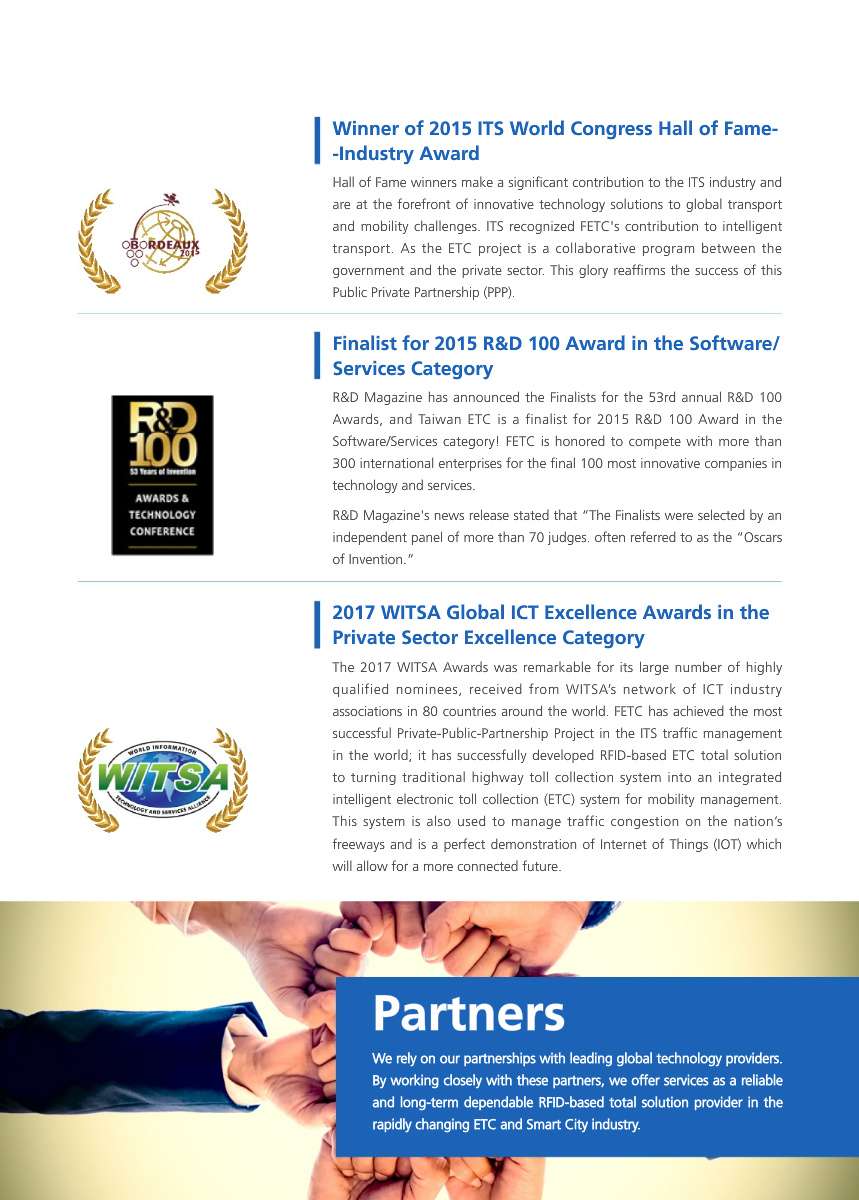 Winner of 2015 ITS World Congress Hall of Fame-
-Industry Award
Hall of Fame winners make a significant contribution to the ITS industry and
are at the forefront of innovative technology solutions to global transport
and mobility challenges. ITS recognized FETC's contribution to intelligent
transport. As the ETC project is a collaborative program between the
government and the private sector. This glory reaffirms the success of this
Public Private Partnership (PPP).
BORDEAUX
2015
Finalist for 2015 R&D 100 Award in the Software/
Services Category
R&D Magazine has announced the Finalists for the 53rd annual R&D 100
Awards, and Taiwan ETC is a finalist for 2015 R&D 100 Award in the
Software/Services category! FETC is honored to compete with more than
300 international enterprises for the final 100 most innovative companies in
technology and services.
R&D Magazine's news release stated that “The Finalists were selected by an
independent panel of more than 70 judges. often referred to as the “Oscars
of Invention.”
R&D
100
53 Years of Invention
AWARDS &
TECHNOLOGY
CONFERENCE
2017 WITSA Global ICT Excellence Awards in the
Private Sector Excellence Category
The 2017 WITSA Awards was remarkable for its large number of highly
qualified nominees, received from WITSA’s network of ICT industry
associations in 80 countries around the world. FETC has achieved the most
successful Private-Public-Partnership Project in the ITS traffic management
in the world; it has successfully developed RFID-based ETC total solution
to turning traditional highway toll collection system into an integrated
intelligent electronic toll collection (ETC) system for mobility management.
This system is also used to manage traffic congestion on the nation’s
freeways and is a perfect demonstration of Internet of Things (IOT) which
will allow for a more connected future.
WORLD INFORMATION
WITSA
TECHNOLOGY AND SERVICES ALLIANCE
Partners
We rely on our partnerships with leading global technology providers.
By working closely with these partners, we offer services as a reliable
and long-term dependable RFID-based total solution provider in the
rapidly changing ETC and Smart City industry.